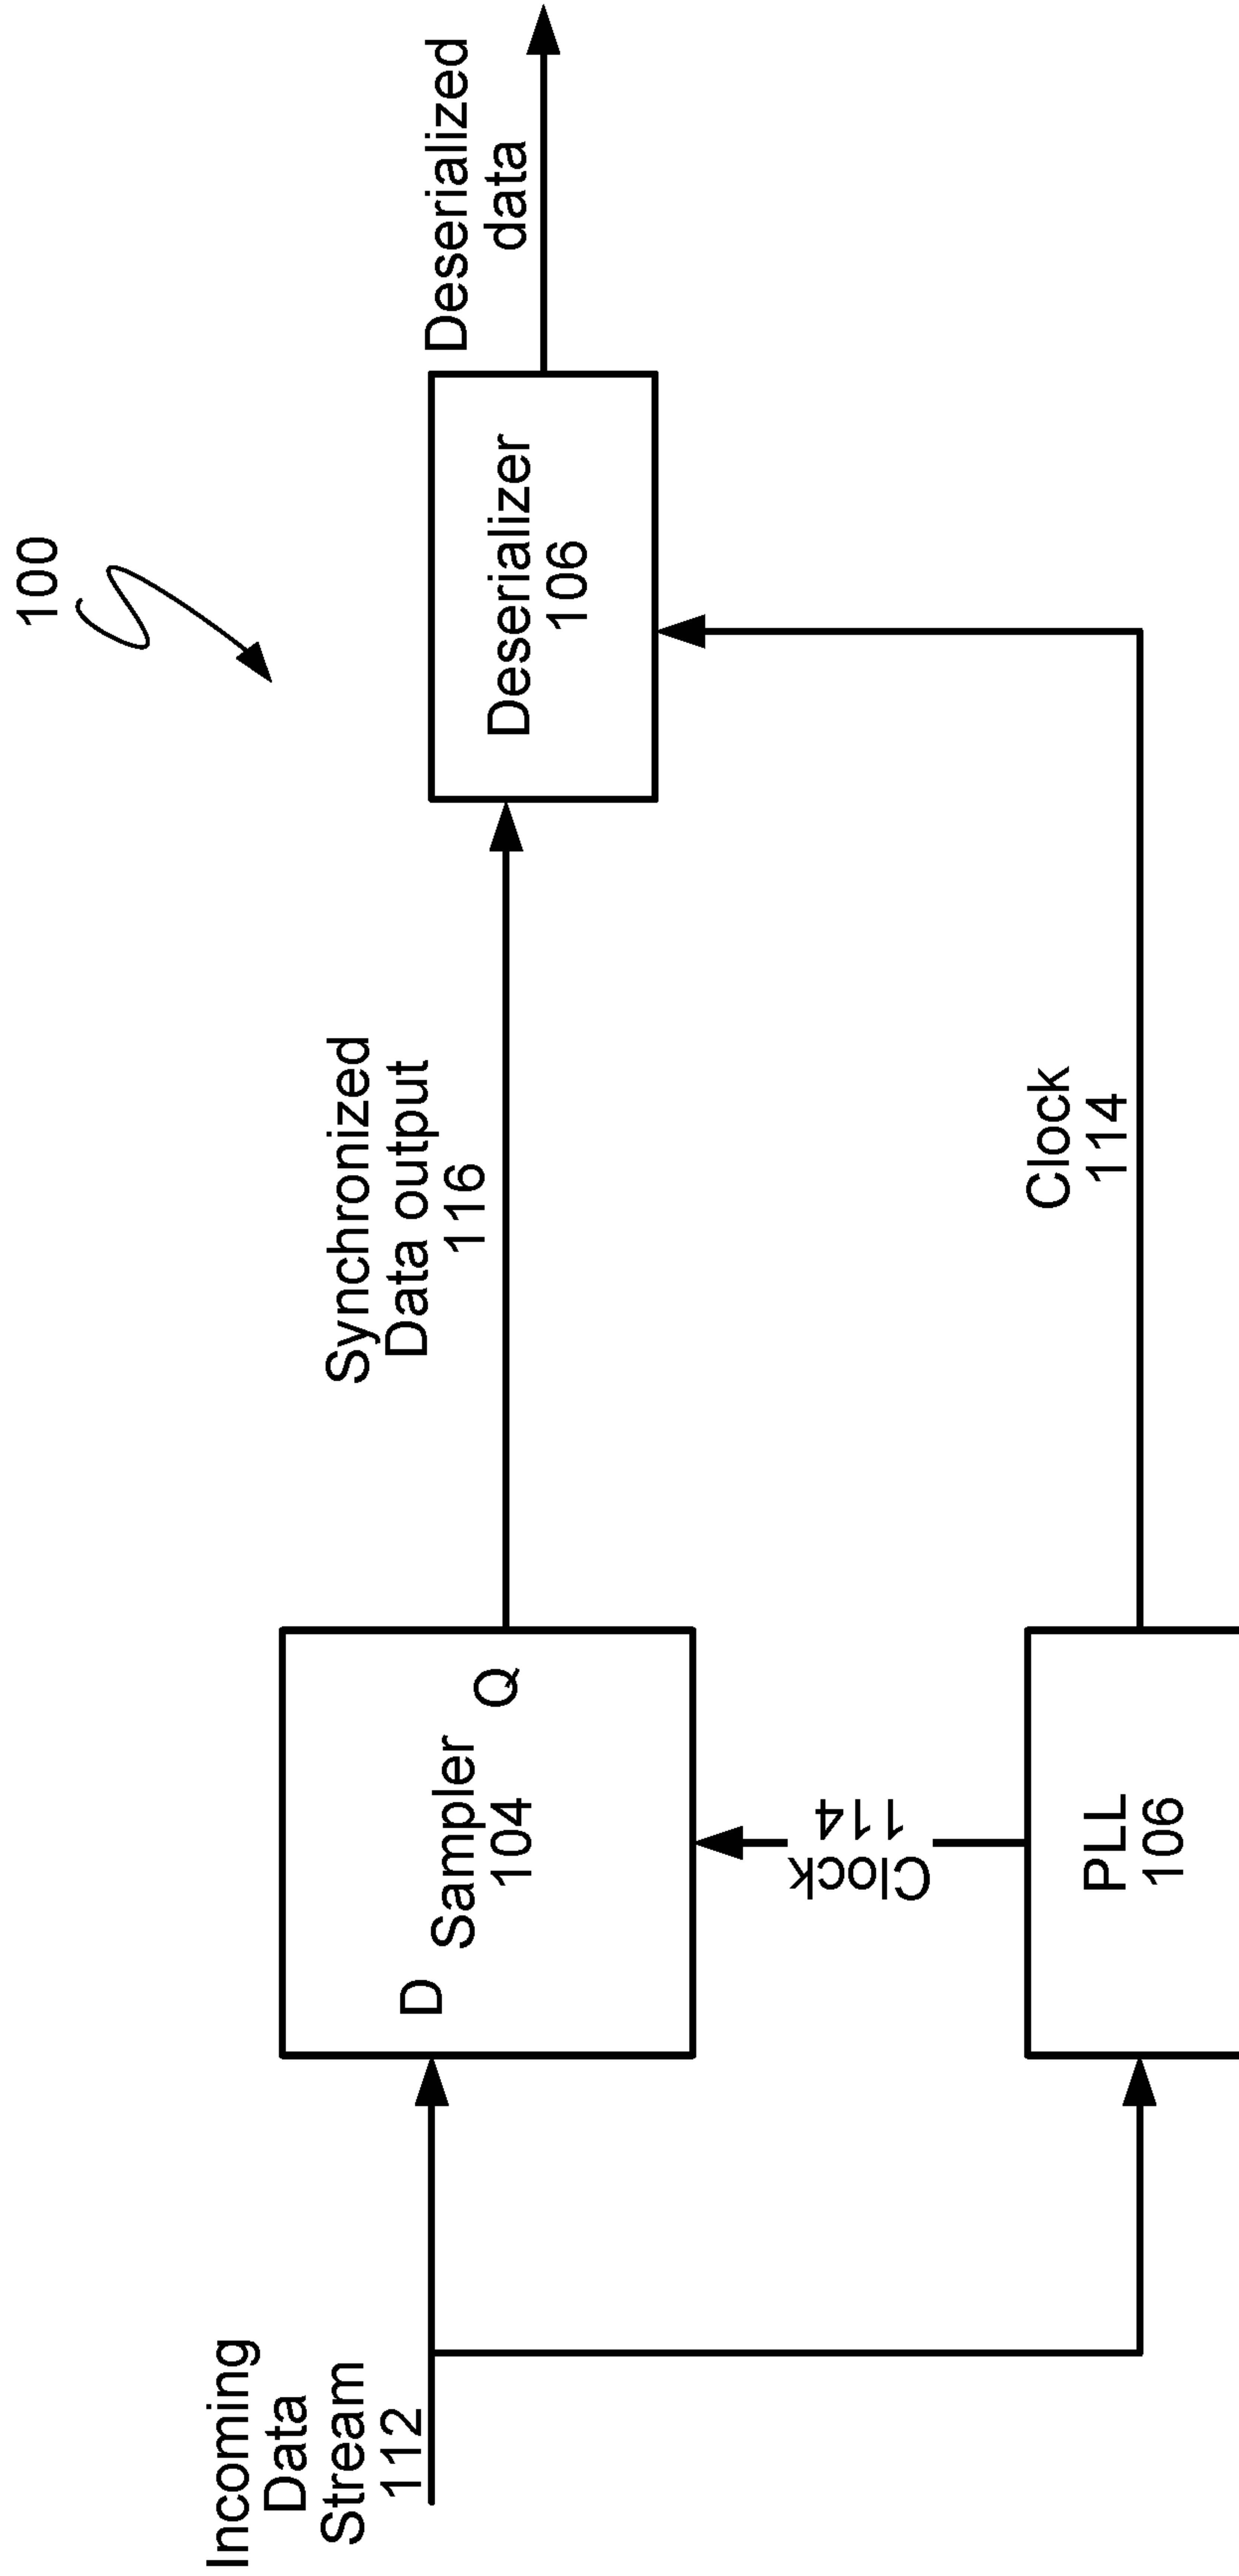 100
Incoming
Data
Stream
112
D
Sampler
104
Q
Synchronized
Data output
116
Deserializer
106
Deserialized
data
Clock
114
PLL
106
Clock
114